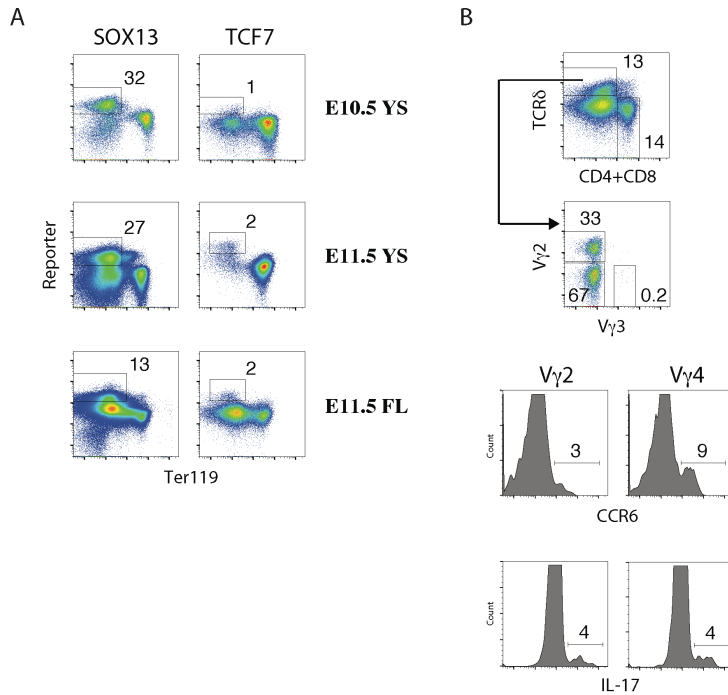 A
SOX13 TCF7
32
1
E10.5 YS
27
2
E11.5 YS
13
2
E11.5 FL
Reporter
Ter119
B
13
14
TCRδ
CD4+CD8
33
67
0.2
Vγ2
Vγ3
Vγ2 Vγ4
Count
3
9
CCR6
Count
4
4
IL-17